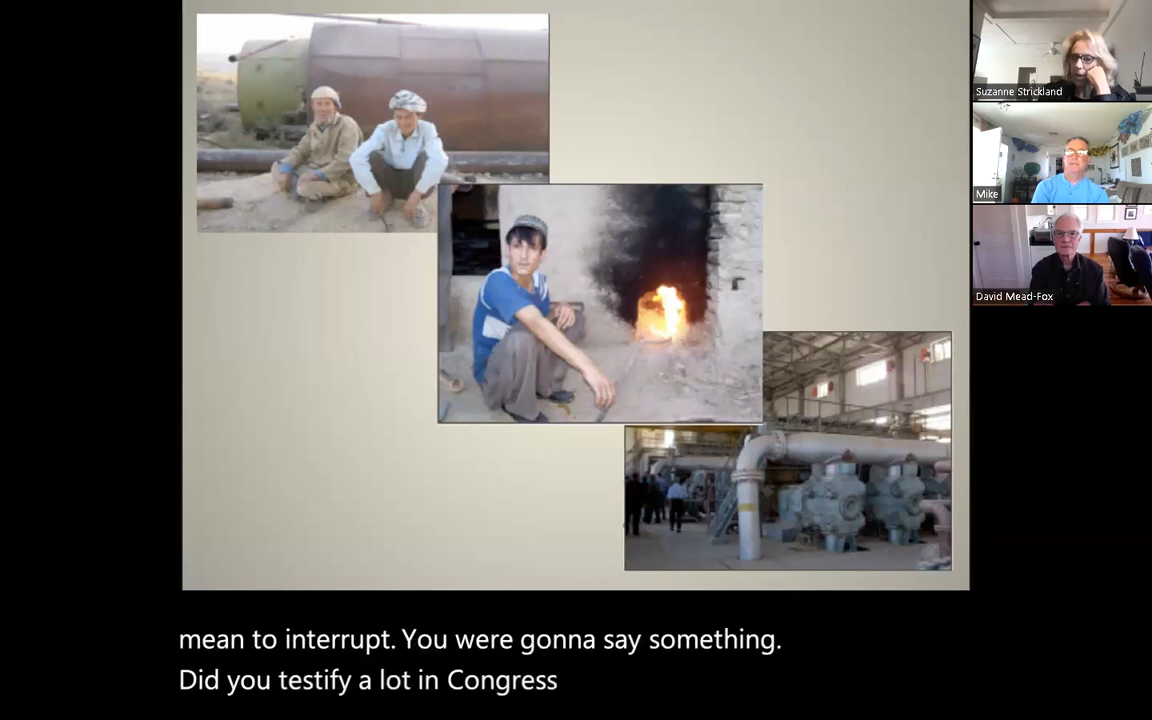 Suzanne Strickland
Mike
David Mead-Fox
mean to interrupt. You were gonna say something.
Did you testify a lot in Congress